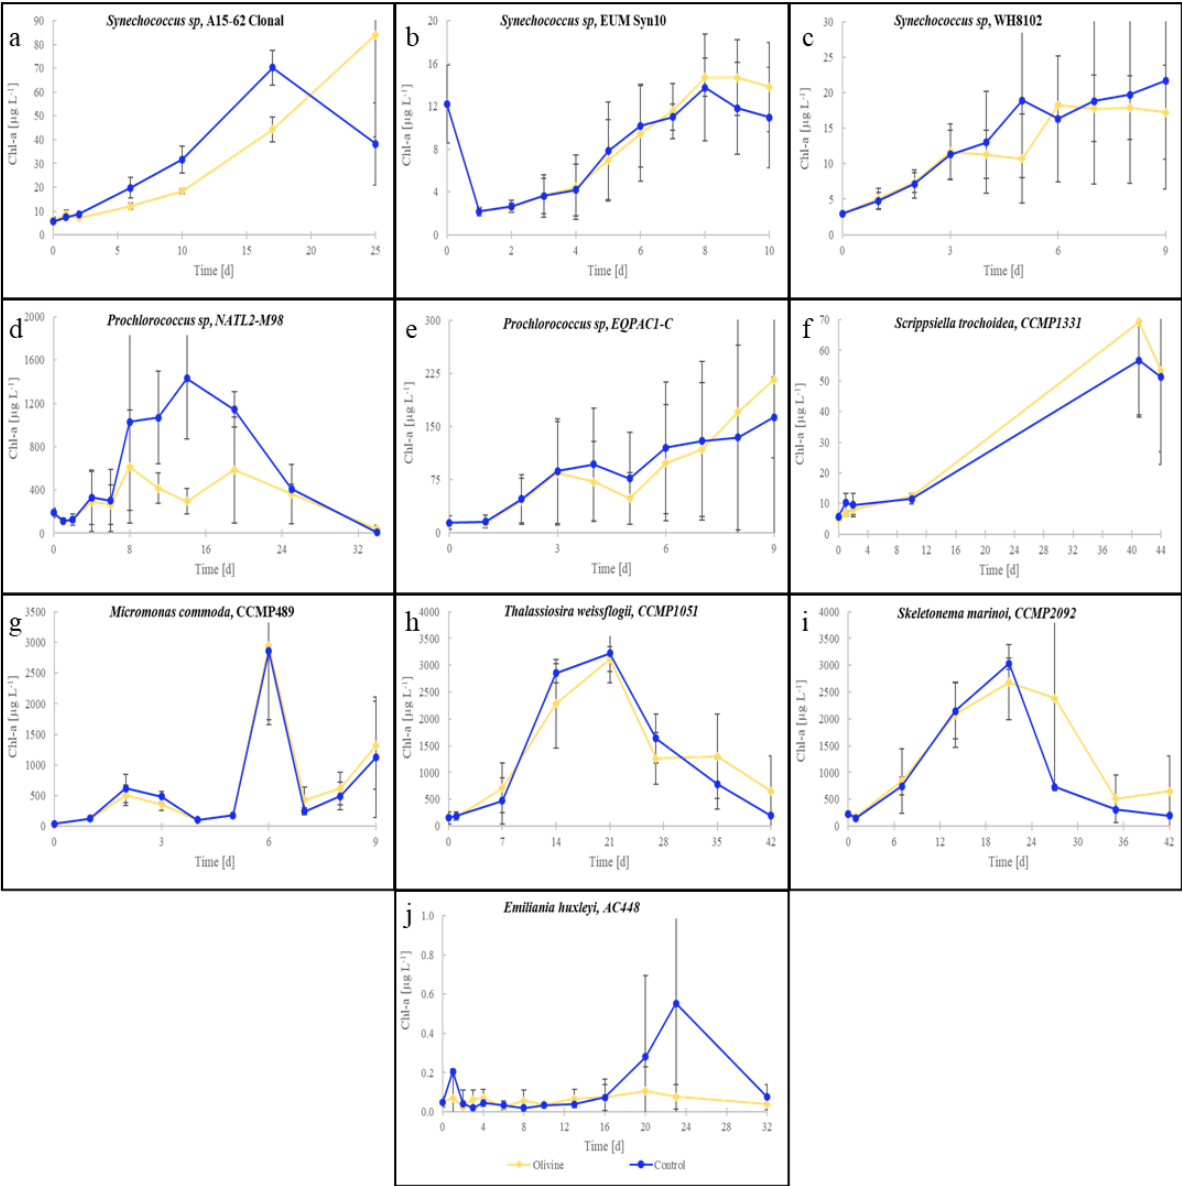 a
Synechococcus sp, A15-62 Clonal
90
80
70
60
50
40
30
20
10
0
Chl-a [µg L⁻¹]
0 5 10 15 20 25
Time [d]
b
Synechococcus sp, EUM Syn10
20
16
12
8
4
0
Chl-a [µg L⁻¹]
0 2 4 6 8 10
Time [d]
c
Synechococcus sp, WH8102
30
25
20
15
10
5
0
Chl-a [µg L⁻¹]
0 3 6 9
Time [d]
d
Prochlorococcus sp, NATL2-M98
2000
1600
1200
800
400
0
Chl-a [µg L⁻¹]
0 8 16 24 32
Time [d]
e
Prochlorococcus sp, EQPAC1-C
300
225
150
75
0
Chl-a [µg L⁻¹]
0 3 6 9
Time [d]
f
Scrippsiella trochoidea, CCMP1331
70
60
50
40
30
20
10
0
Chl-a [µg L⁻¹]
0 4 8 12 16 20 24 28 32 36 40 44
Time [d]
g
Micromonas commoda, CCMP489
3500
3000
2500
2000
1500
1000
500
0
Chl-a [µg L⁻¹]
0 3 6 9
Time [d]
h
Thalassiosira weissflogii, CCMP1051
4000
3500
3000
2500
2000
1500
1000
500
0
Chl-a [µg L⁻¹]
0 7 14 21 28 35 42
Time [d]
i
Skeletonema marinoi, CCMP2092
4000
3500
3000
2500
2000
1500
1000
500
0
Chl-a [µg L⁻¹]
0 6 12 18 24 30 36 42
Time [d]
j
Emiliania huxleyi, AC448
1.0
0.8
0.6
0.4
0.2
0.0
Chl-a [µg L⁻¹]
0 4 8 12 16 20 24 28 32
Time [d]
Olivine Control